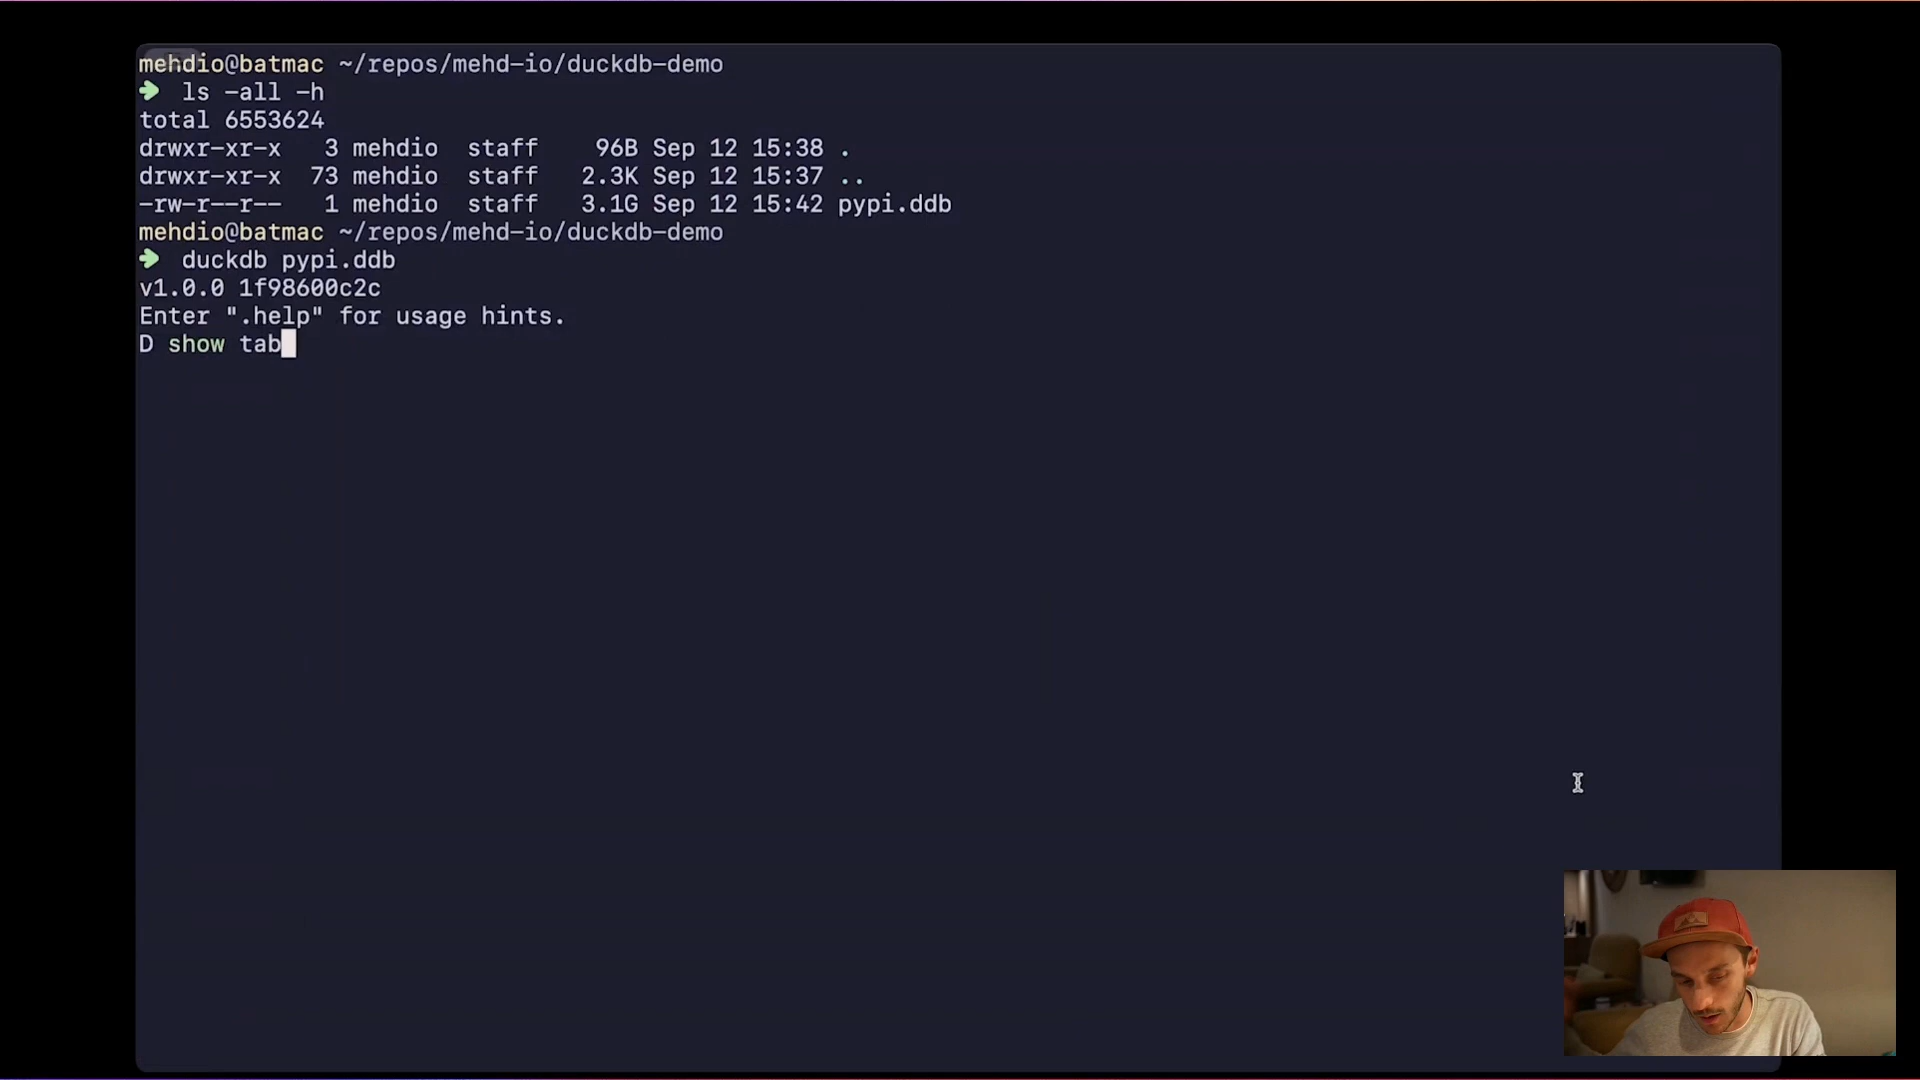 mehdio@batmac ~/repos/mehd-io/duckdb-demo
➜ ls -all -h
total 6553624
drwxr-xr-x   3 mehdio  staff    96B Sep 12 15:38 .
drwxr-xr-x  73 mehdio  staff   2.3K Sep 12 15:37 ..
-rw-r--r--   1 mehdio  staff   3.1G Sep 12 15:42 pypi.ddb
mehdio@batmac ~/repos/mehd-io/duckdb-demo
➜ duckdb pypi.ddb
v1.0.0 1f98600c2c
Enter ".help" for usage hints.
D show tab